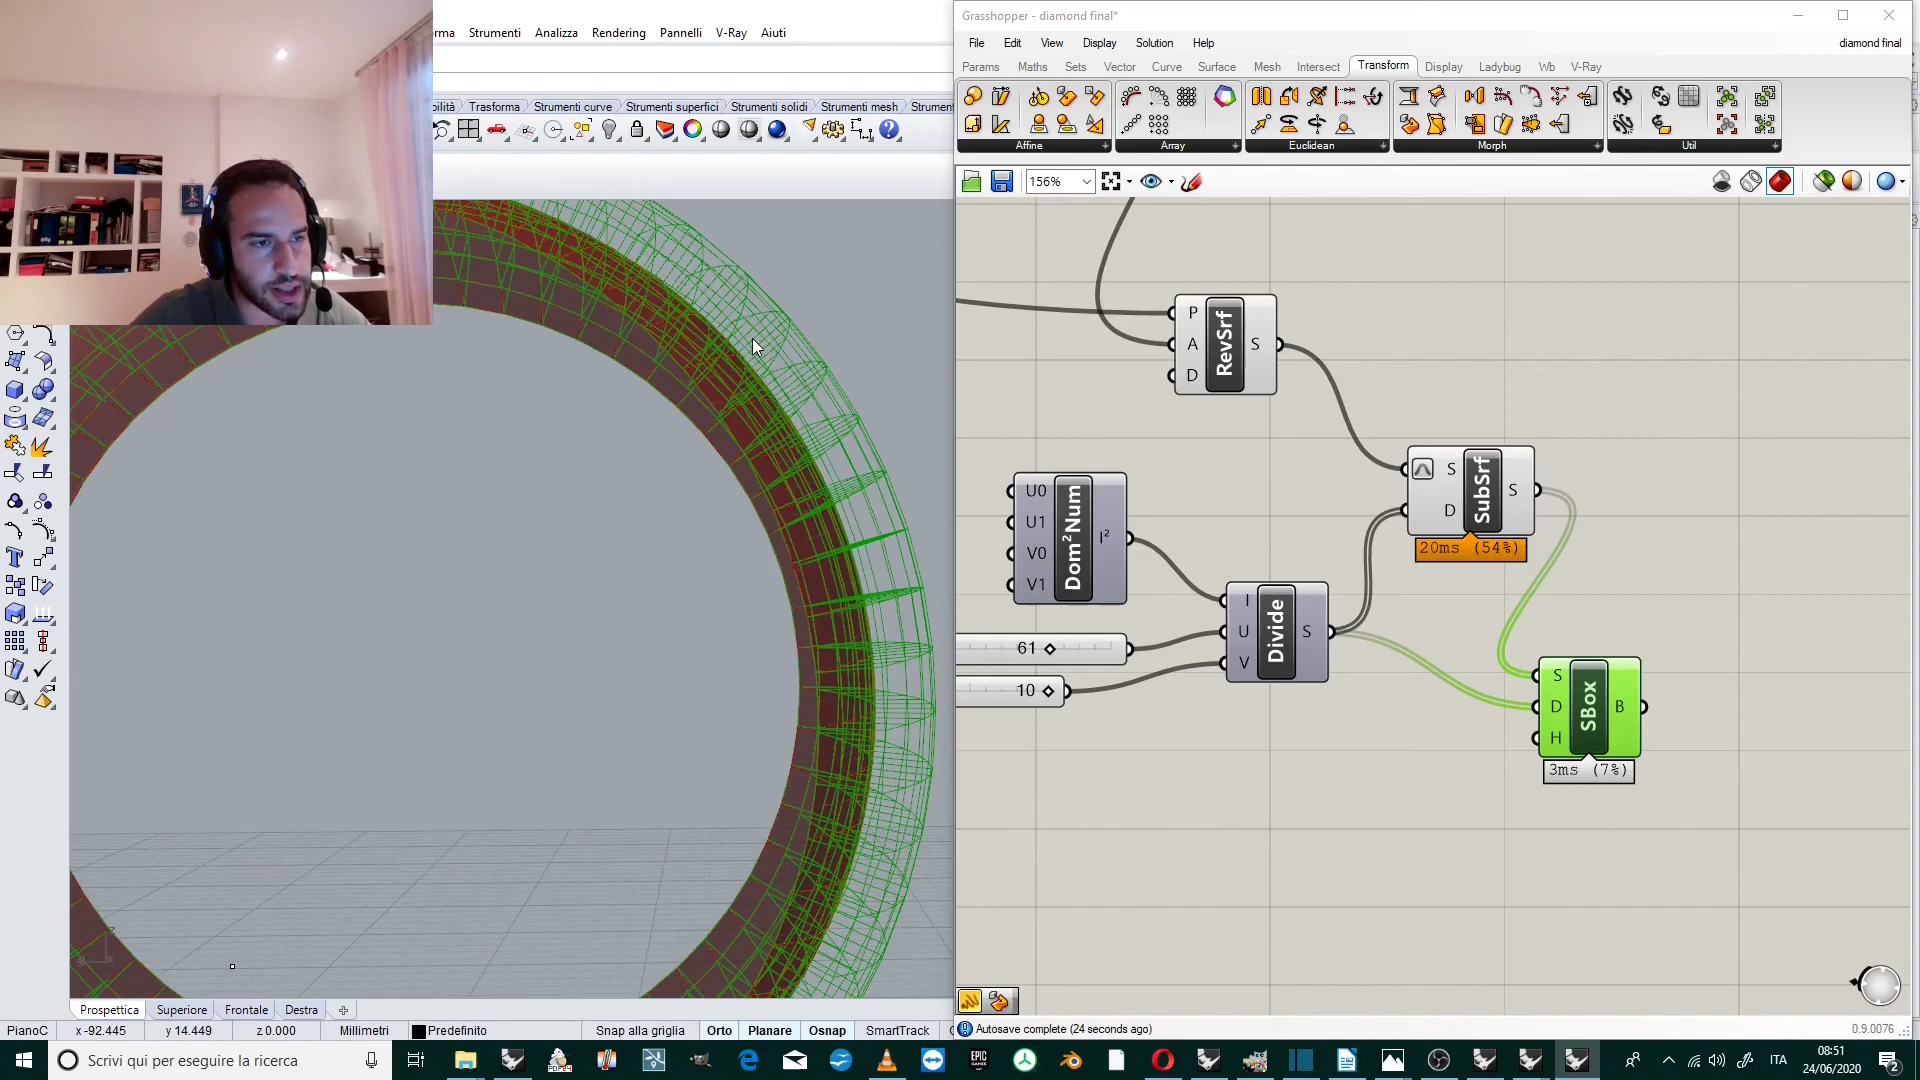 Grasshopper - diamond final*
rma Strumenti Analizza Rendering Pannelli V-Ray Aiuti
File Edit View Display Solution Help
diamond final
Params Maths Sets Vector Curve Surface Mesh Intersect Transform Display Ladybug Wb V-Ray
bilità Trasforma Strumenti curve Strumenti superfici Strumenti solidi Strumenti mesh Strumen
Affine Array Euclidean Morph Util
156%
P
A RevSrf S
D
S
SubSrf S
D
20ms (54%)
U0
U1
Dom²Num I²
V0
V1
I
U Divide S
V
61
10
S
D SBox B
H
3ms (7%)
Prospettica Superiore Frontale Destra
PianoC x -92.445 y 14.449 z 0.000 Millimetri Predefinito Snap alla griglia Orto Planare Osnap SmartTrack
Autosave complete (24 seconds ago)
0.9.0076
Scrivi qui per eseguire la ricerca
ITA
08:51
24/06/2020
2